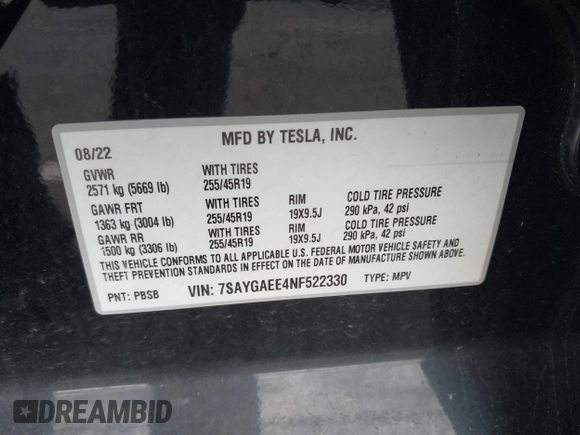 MFD BY TESLA, INC.
08/22
GVWR WITH TIRES
2571 kg (5669 lb) 255/45R19
GAWR FRT WITH TIRES RIM COLD TIRE PRESSURE
1363 kg (3004 lb) 255/45R19 19X9.5J 290 kPa, 42 psi
GAWR RR WITH TIRES RIM COLD TIRE PRESSURE
1500 kg (3306 lb) 255/45R19 19X9.5J 290 kPa, 42 psi
THIS VEHICLE CONFORMS TO ALL APPLICABLE U.S. FEDERAL MOTOR VEHICLE SAFETY AND
THEFT PREVENTION STANDARDS IN EFFECT ON THE DATE OF MANUFACTURE SHOWN ABOVE.
PNT: PBSB VIN: 7SAYGAEE4NF522330 TYPE: MPV
DREAMBID